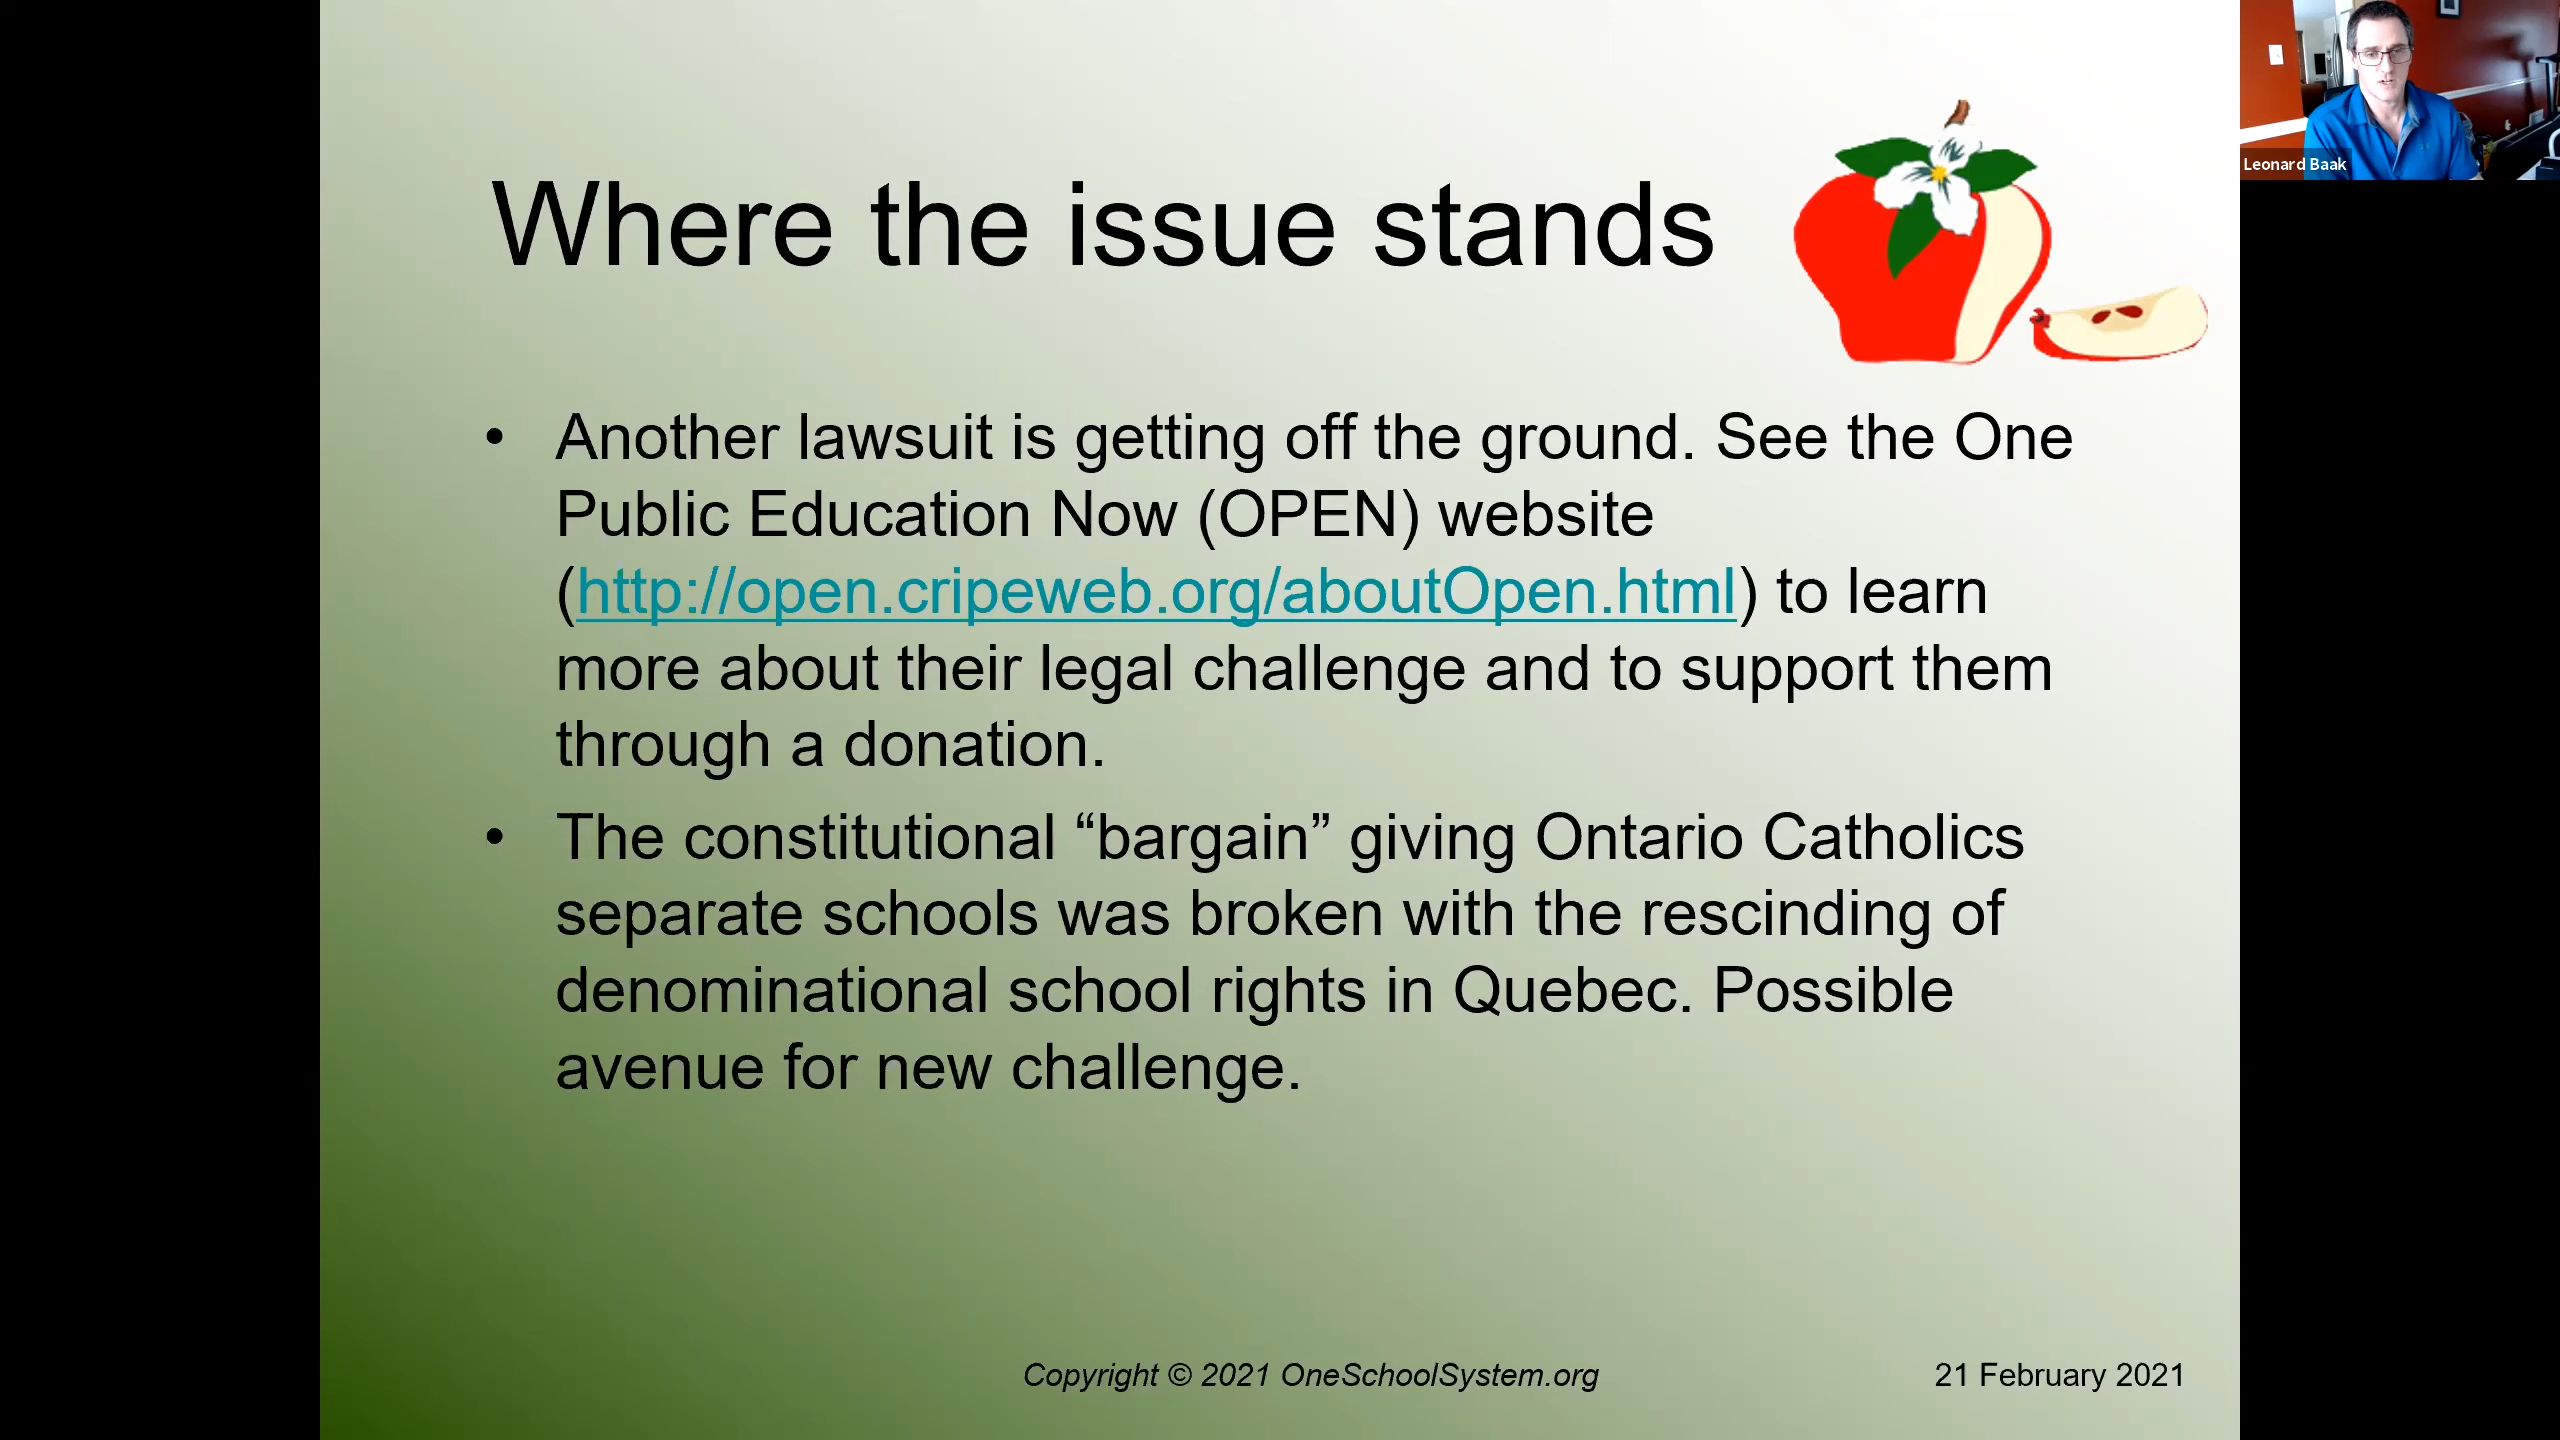 Leonard Baak
Where the issue stands
• Another lawsuit is getting off the ground. See the One
Public Education Now (OPEN) website
(http://open.cripeweb.org/aboutOpen.html) to learn
more about their legal challenge and to support them
through a donation.
• The constitutional “bargain” giving Ontario Catholics
separate schools was broken with the rescinding of
denominational school rights in Quebec. Possible
avenue for new challenge.
Copyright © 2021 OneSchoolSystem.org
21 February 2021